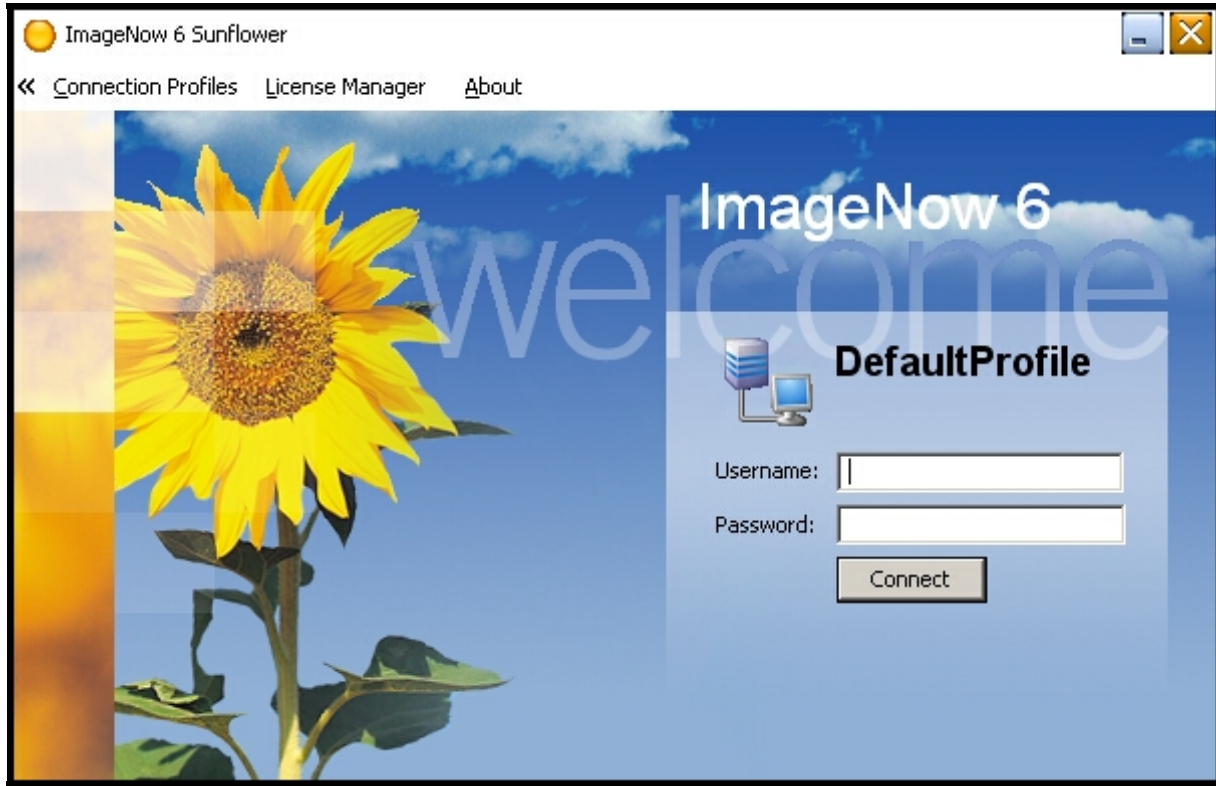 ImageNow 6 Sunflower
« Connection Profiles License Manager About
ImageNow 6
welcome
DefaultProfile
Username:
Password:
Connect